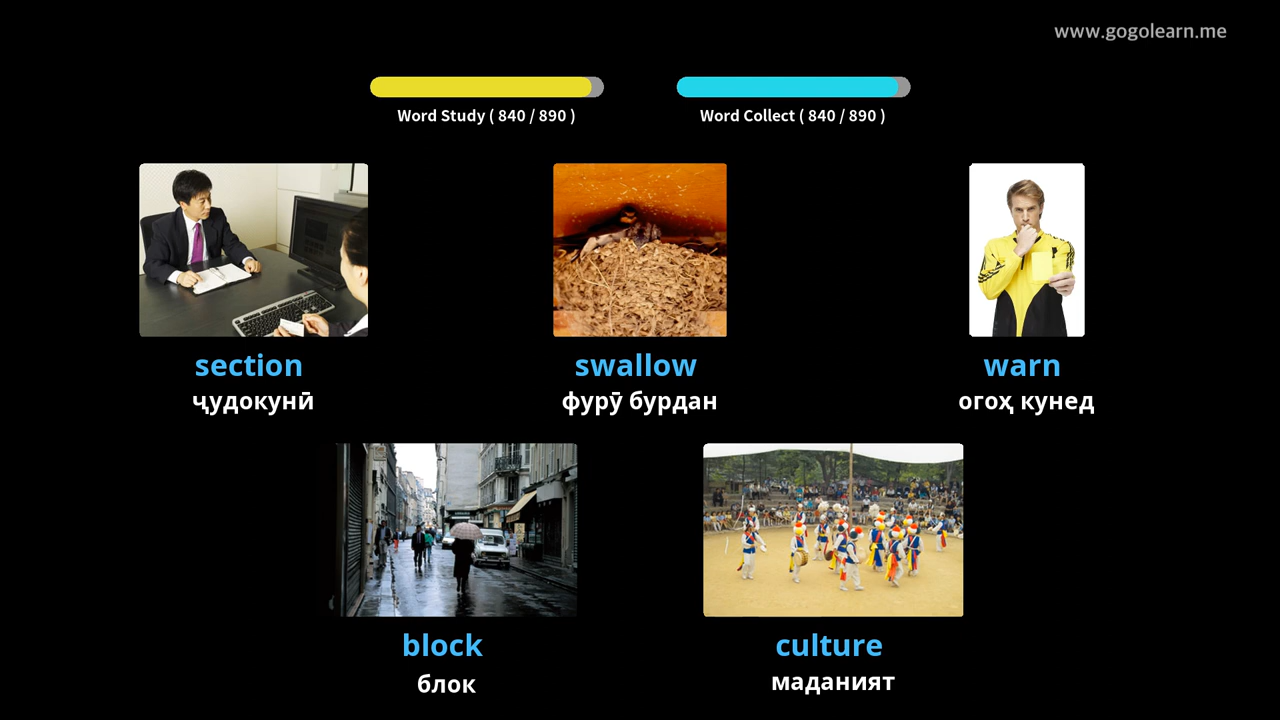 www.gogolearn.me
Word Study ( 840 / 890 )
Word Collect ( 840 / 890 )
section
ҷудокунӣ
swallow
фурӯ бурдан
warn
огоҳ кунед
block
блок
culture
маданият